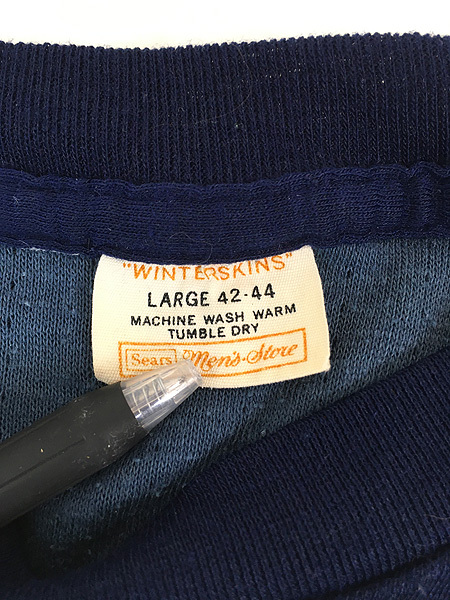 "WINTERSKINS"
LARGE 42-44
MACHINE WASH WARM
TUMBLE DRY
Sears Men's Store